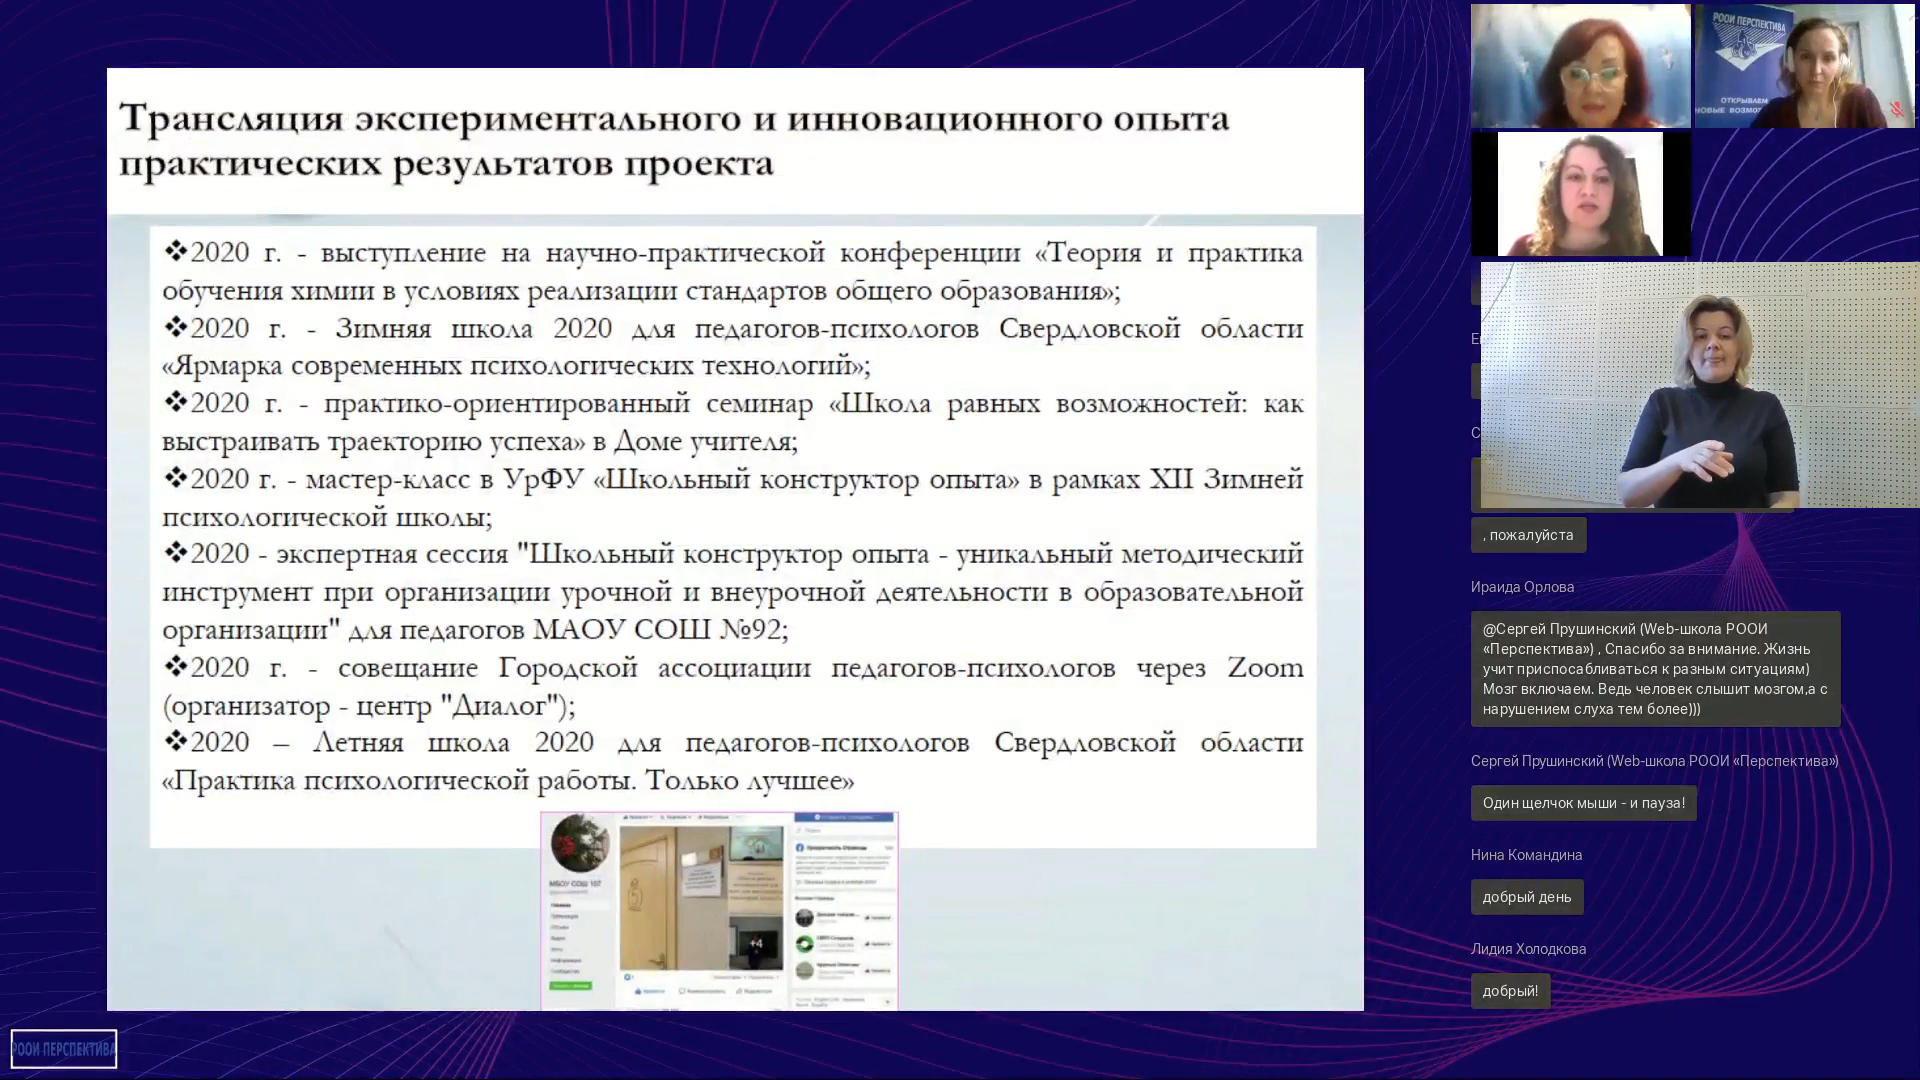 Трансляция экспериментального и инновационного опыта
практических результатов проекта
❖2020 г. - выступление на научно-практической конференции «Теория и практика
обучения химии в условиях реализации стандартов общего образования»;
❖2020 г. - Зимняя школа 2020 для педагогов-психологов Свердловской области
«Ярмарка современных психологических технологий»;
❖2020 г. - практико-ориентированный семинар «Школа равных возможностей: как
выстраивать траекторию успеха» в Доме учителя;
❖2020 г. - мастер-класс в УрФУ «Школьный конструктор опыта» в рамках XII Зимней
психологической школы;
❖2020 - экспертная сессия "Школьный конструктор опыта - уникальный методический
инструмент при организации урочной и внеурочной деятельности в образовательной
организации" для педагогов МАОУ СОШ №92;
❖2020 г. - совещание Городской ассоциации педагогов-психологов через Zoom
(организатор - центр "Диалог");
❖2020 – Летняя школа 2020 для педагогов-психологов Свердловской области
«Практика психологической работы. Только лучшее»
МБОУ СОШ 107
+4
РООИ ПЕРСПЕКТИВА
РООИ ПЕРСПЕКТИВА
ОТКРЫВАЕМ
НОВЫЕ
, пожалуйста
Ираида Орлова
@Сергей Прушинский (Web-школа РООИ
«Перспектива») , Спасибо за внимание. Жизнь
учит приспосабливаться к разным ситуациям)
Мозг включаем. Ведь человек слышит мозгом,а с
нарушением слуха тем более)))
Сергей Прушинский (Web-школа РООИ «Перспектива»)
Один щелчок мыши - и пауза!
Нина Командина
добрый день
Лидия Холодкова
добрый!